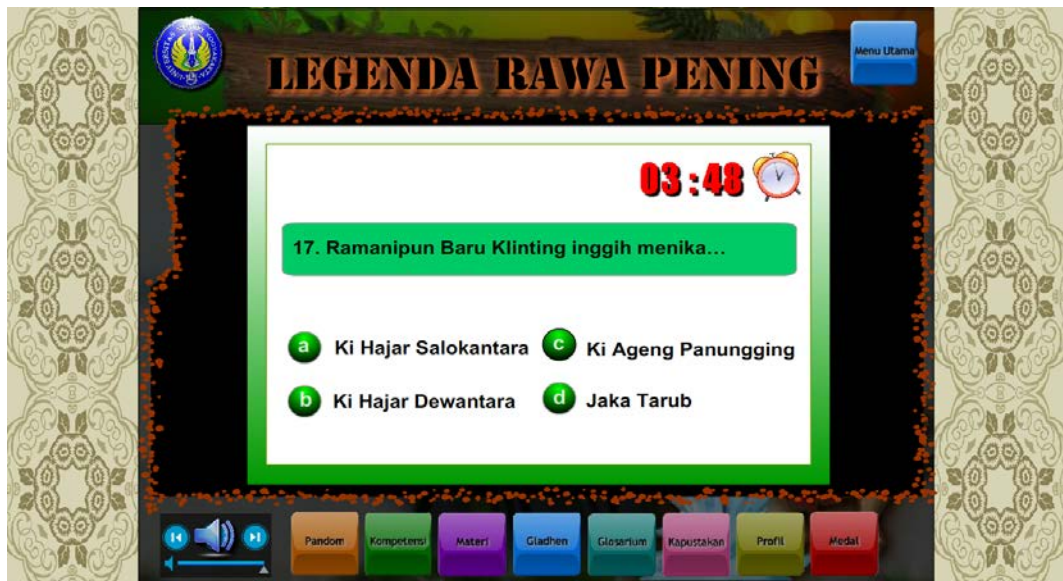 Menu Utama
LEGENDA RAWA PENING
03 : 48
17. Ramanipun Baru Klinting inggih menika...
a Ki Hajar Salokantara
c Ki Ageng Panungging
b Ki Hajar Dewantara
d Jaka Tarub
Pandom Kompetensi Materi Gladhen Glosarium Kapustakan Profil Medal